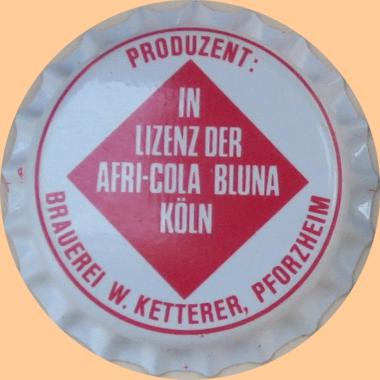 PRODUZENT:
IN
LIZENZ DER
AFRI-COLA BLUNA
KÖLN
BRAUEREI W. KETTERER, PFORZHEIM